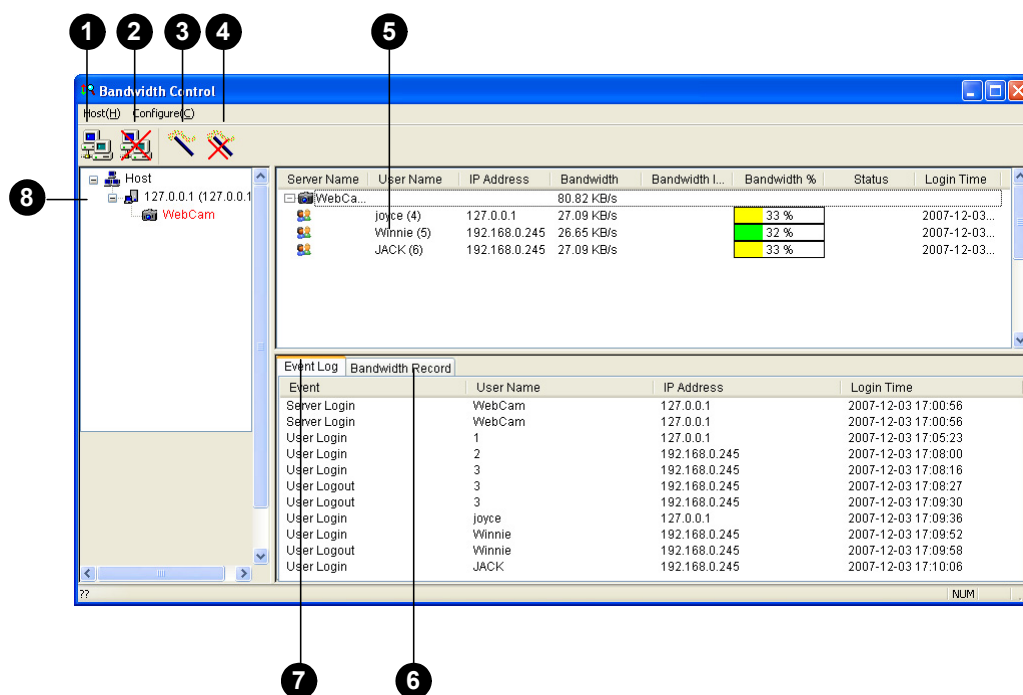 1 2 3 4 5
Bandwidth Control
Host(H) Configure(C)
8
Host
127.0.0.1 (127.0.0.1
WebCam
Server Name User Name IP Address Bandwidth Bandwidth l... Bandwidth % Status Login Time
WebCa... 80.82 KB/s
joyce (4) 127.0.0.1 27.09 KB/s 33 % 2007-12-03...
Winnie (5) 192.168.0.245 26.65 KB/s 32 % 2007-12-03...
JACK (6) 192.168.0.245 27.09 KB/s 33 % 2007-12-03...
Event Log Bandwidth Record
Event User Name IP Address Login Time
Server Login WebCam 127.0.0.1 2007-12-03 17:00:56
Server Login WebCam 127.0.0.1 2007-12-03 17:00:56
User Login 1 127.0.0.1 2007-12-03 17:05:23
User Login 2 192.168.0.245 2007-12-03 17:08:00
User Login 3 192.168.0.245 2007-12-03 17:08:16
User Logout 3 192.168.0.245 2007-12-03 17:08:27
User Logout 3 192.168.0.245 2007-12-03 17:09:30
User Login joyce 127.0.0.1 2007-12-03 17:09:36
User Login Winnie 192.168.0.245 2007-12-03 17:09:52
User Logout Winnie 192.168.0.245 2007-12-03 17:09:58
User Login JACK 192.168.0.245 2007-12-03 17:10:06
?? NUM
7 6